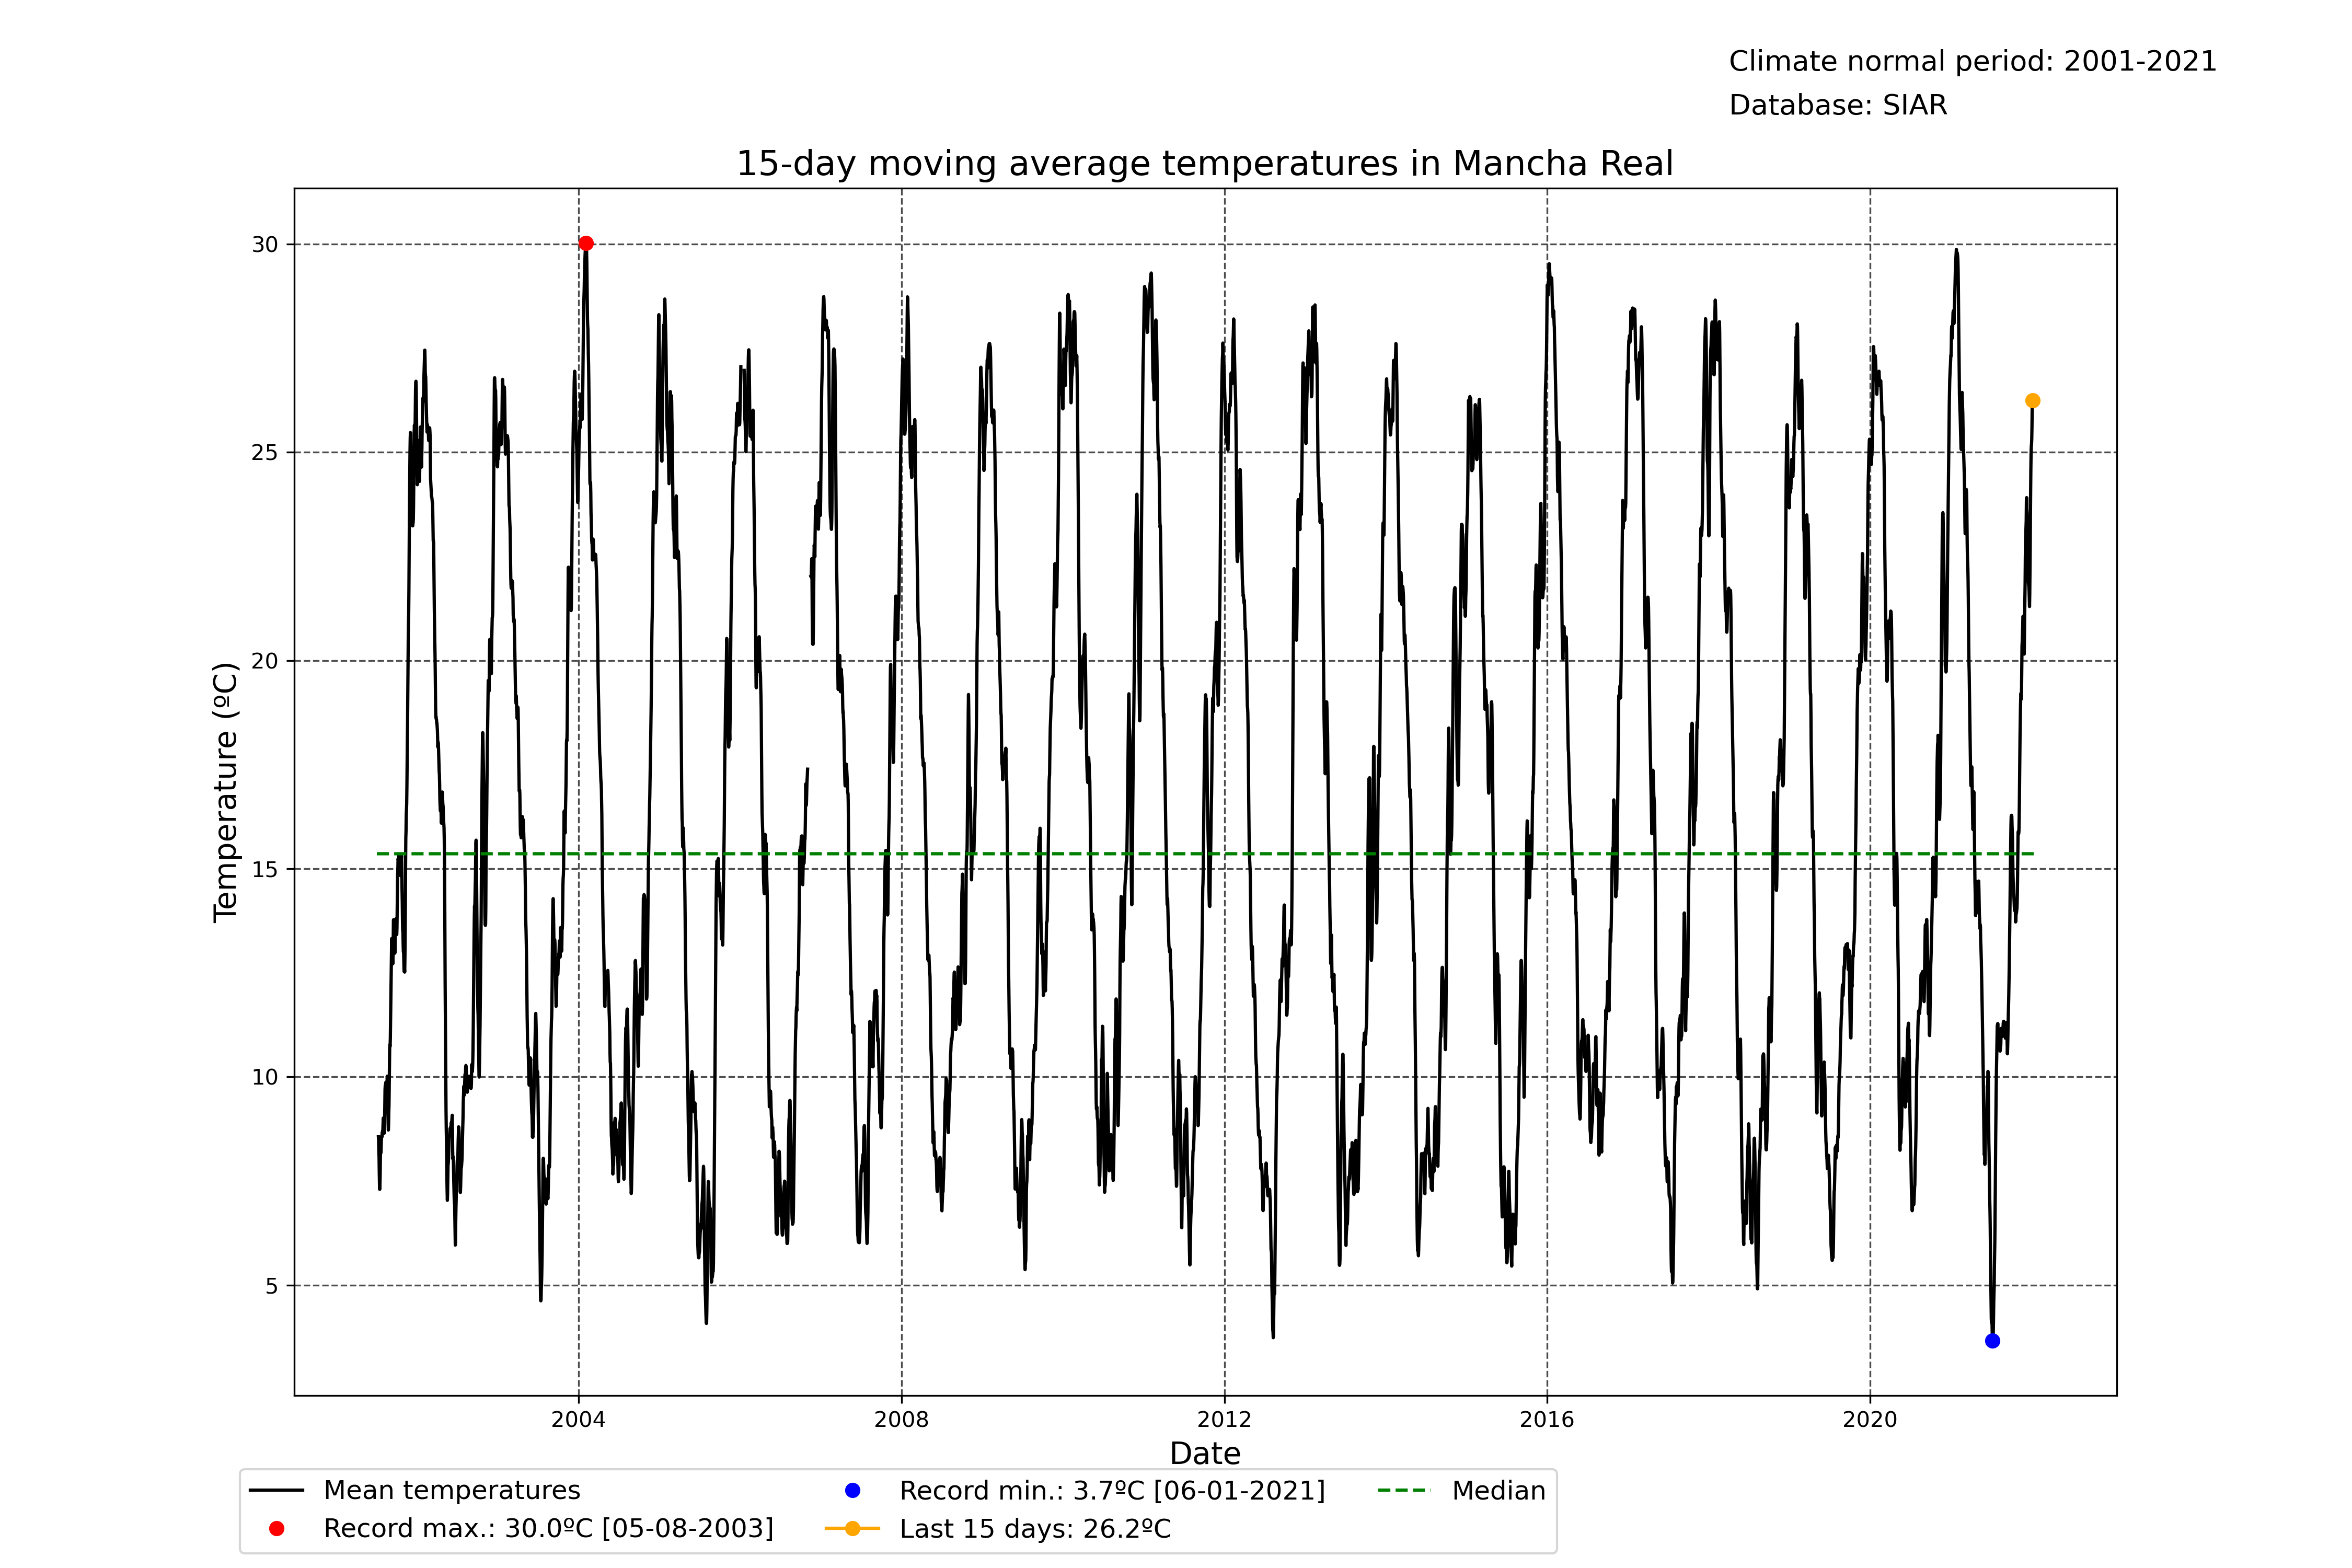 Climate normal period: 2001-2021
Database: SIAR
15-day moving average temperatures in Mancha Real
30
25
20
15
10
5
Temperature (ºC)
2004 2008 2012 2016 2020
Date
Mean temperatures
Record max.: 30.0ºC [05-08-2003]
Record min.: 3.7ºC [06-01-2021]
Last 15 days: 26.2ºC
Median